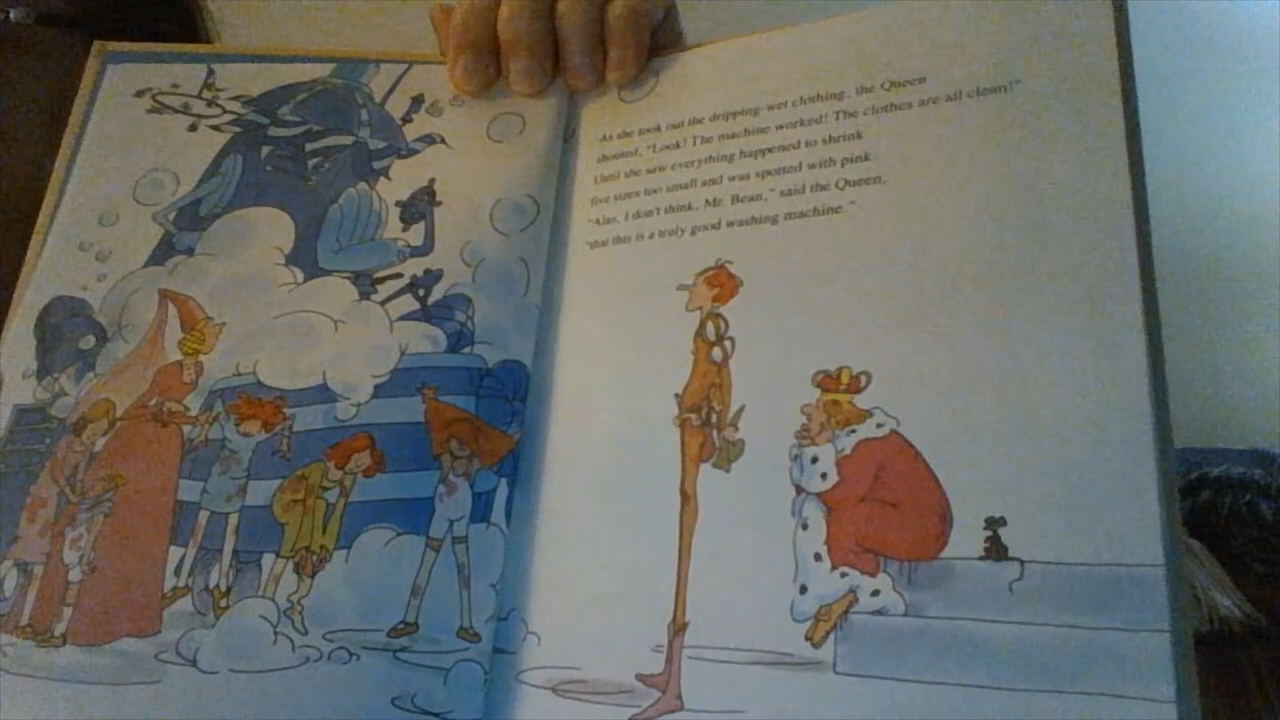 As she took out the dripping-wet clothing, the Queen
shouted, "Look! The machine worked! The clothes are all clean!"
Until she saw everything happened to shrink
five sizes too small and was spotted with pink.
"Alas, I don't think, Mr. Bean," said the Queen,
"that this is a truly good washing machine."